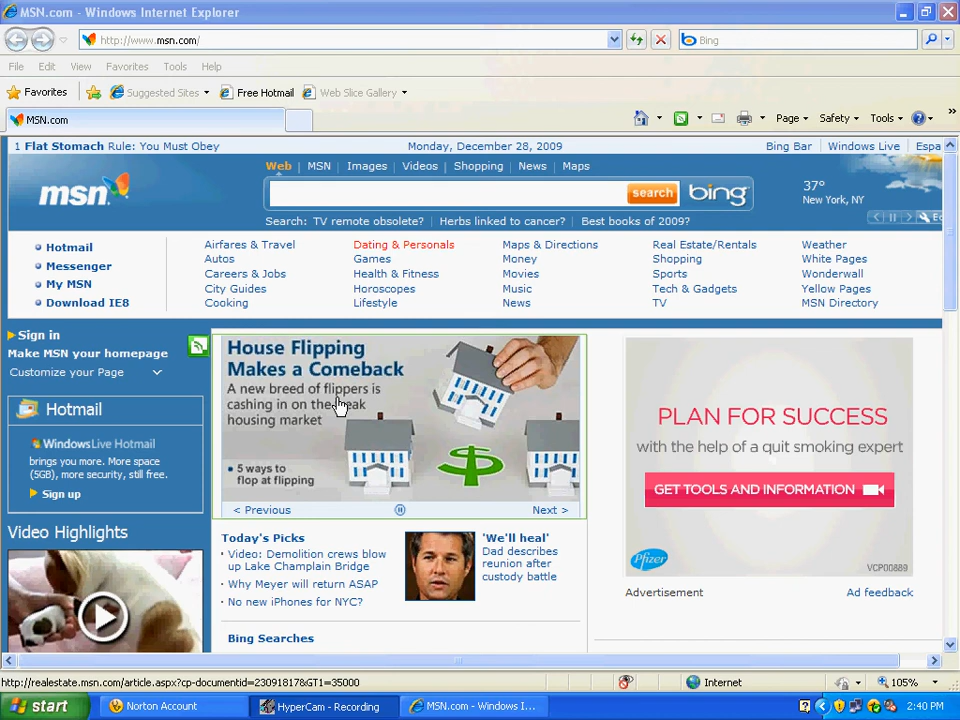 MSN.com - Windows Internet Explorer
http://www.msn.com/
Bing
File Edit View Favorites Tools Help
Favorites Suggested Sites Free Hotmail Web Slice Gallery
MSN.com
Page Safety Tools »
1 Flat Stomach Rule: You Must Obey
Monday, December 28, 2009
Bing Bar Windows Live Espa
Web MSN Images Videos Shopping News Maps
msn
search bing
37°
New York, NY
Search: TV remote obsolete? Herbs linked to cancer? Best books of 2009?
Hotmail
Messenger
My MSN
Download IE8
Airfares & Travel
Autos
Careers & Jobs
City Guides
Cooking
Dating & Personals
Games
Health & Fitness
Horoscopes
Lifestyle
Maps & Directions
Money
Movies
Music
News
Real Estate/Rentals
Shopping
Sports
Tech & Gadgets
TV
Weather
White Pages
Wonderwall
Yellow Pages
MSN Directory
Sign in
Make MSN your homepage
Customize your Page
Hotmail
WindowsLive Hotmail
brings you more. More space
(5GB), more security, still free.
Sign up
Video Highlights
House Flipping
Makes a Comeback
A new breed of flippers is
cashing in on the
housing market
• 5 ways to
flop at flipping
< Previous
Next >
Today's Picks
Video: Demolition crews blow
up Lake Champlain Bridge
Why Meyer will return ASAP
No new iPhones for NYC?
'We'll heal'
Dad describes
reunion after
custody battle
Bing Searches
PLAN FOR SUCCESS
with the help of a quit smoking expert
GET TOOLS AND INFORMATION
Pfizer
VCP00889
Advertisement
Ad feedback
http://realestate.msn.com/article.aspx?cp-documentid=23091817&GT1=35000
Internet
105%
start
Norton Account
HyperCam - Recording
MSN.com - Windows I...
2:40 PM